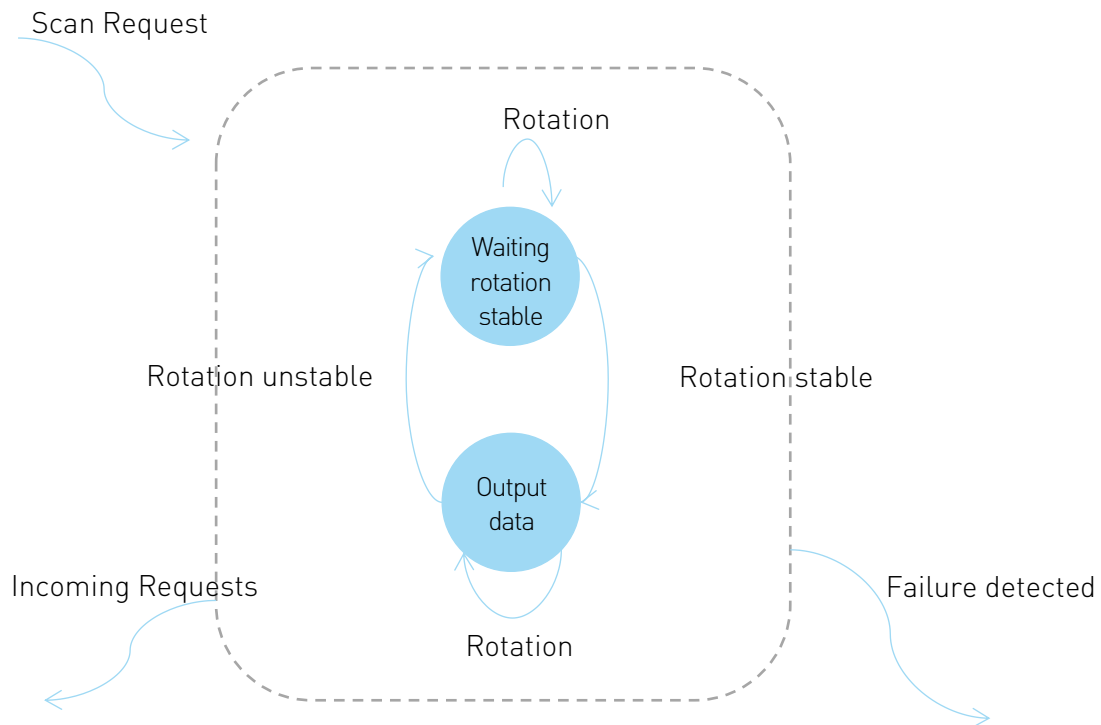 Scan Request
Rotation
Waiting
rotation
stable
Rotation unstable
Rotation stable
Output
data
Incoming Requests
Failure detected
Rotation